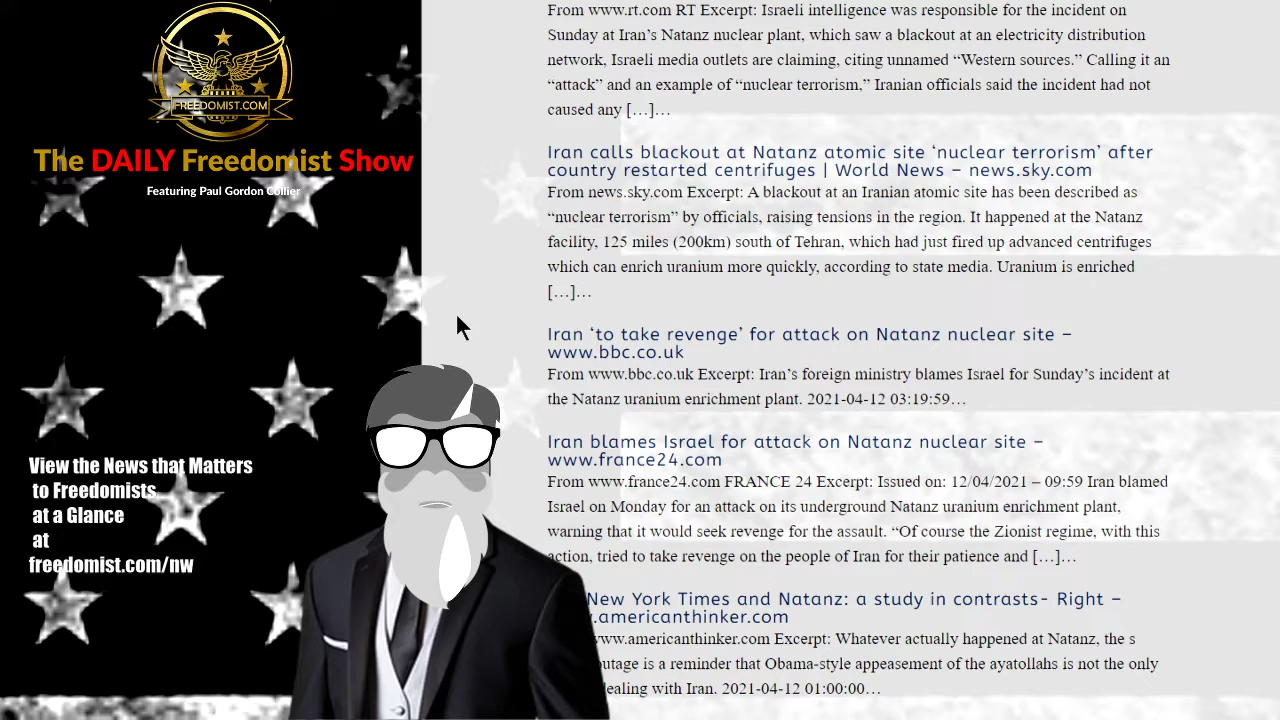 FREEDOMIST.COM
The DAILY Freedomist Show
Featuring Paul Gordon Collier
View the News that Matters
to Freedomists
at a Glance
at
freedomist.com/nw
From www.rt.com RT Excerpt: Israeli intelligence was responsible for the incident on
Sunday at Iran’s Natanz nuclear plant, which saw a blackout at an electricity distribution
network, Israeli media outlets are claiming, citing unnamed “Western sources.” Calling it an
“attack” and an example of “nuclear terrorism,” Iranian officials said the incident had not
caused any […]…
Iran calls blackout at Natanz atomic site ‘nuclear terrorism’ after
country restarted centrifuges | World News – news.sky.com
From news.sky.com Excerpt: A blackout at an Iranian atomic site has been described as
“nuclear terrorism” by officials, raising tensions in the region. It happened at the Natanz
facility, 125 miles (200km) south of Tehran, which had just fired up advanced centrifuges
which can enrich uranium more quickly, according to state media. Uranium is enriched
[…]…
Iran ‘to take revenge’ for attack on Natanz nuclear site –
www.bbc.co.uk
From www.bbc.co.uk Excerpt: Iran’s foreign ministry blames Israel for Sunday’s incident at
the Natanz uranium enrichment plant. 2021-04-12 03:19:59…
Iran blames Israel for attack on Natanz nuclear site –
www.france24.com
From www.france24.com FRANCE 24 Excerpt: Issued on: 12/04/2021 – 09:59 Iran blamed
Israel on Monday for an attack on its underground Natanz uranium enrichment plant,
warning that it would seek revenge for the assault. “Of course the Zionist regime, with this
action, tried to take revenge on the people of Iran for their patience and […]…
New York Times and Natanz: a study in contrasts- Right –
.americanthinker.com
www.americanthinker.com Excerpt: Whatever actually happened at Natanz, the s
utage is a reminder that Obama-style appeasement of the ayatollahs is not the only
ealing with Iran. 2021-04-12 01:00:00…